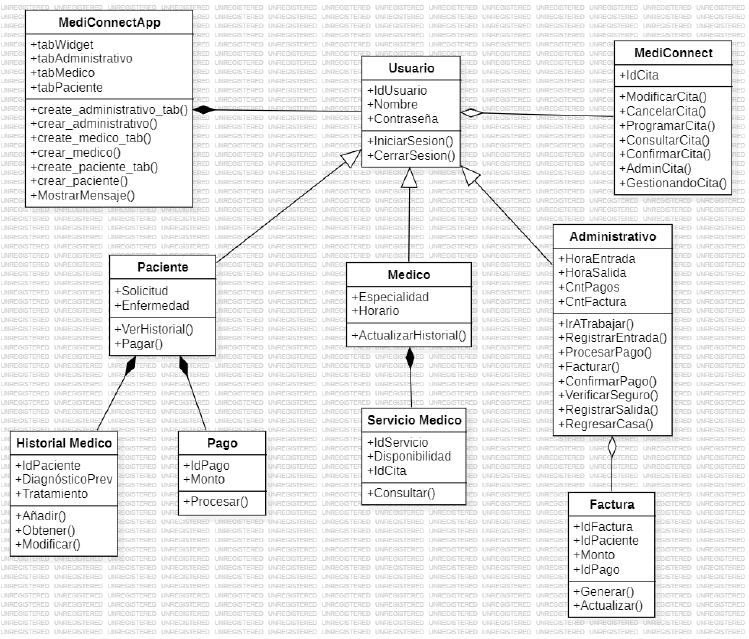 MediConnectApp
+tabWidget
+tabAdministrativo
+tabMedico
+tabPaciente
+create_administrativo_tab()
+crear_administrativo()
+create_medico_tab()
+crear_medico()
+create_paciente_tab()
+crear_paciente()
+MostrarMensaje()
Usuario
+IdUsuario
+Nombre
+Contraseña
+IniciarSesion()
+CerrarSesion()
MediConnect
+IdCita
+ModificarCita()
+CancelarCita()
+ProgramarCita()
+ConsultarCita()
+ConfirmarCita()
+AdminCita()
+GestionandoCita()
Paciente
+Solicitud
+Enfermedad
+VerHistorial()
+Pagar()
Medico
+Especialidad
+Horario
+ActualizarHistorial()
Administrativo
+HoraEntrada
+HoraSalida
+CntPagos
+CntFactura
+IrATrabajar()
+RegistrarEntrada()
+ProcesarPago()
+Facturar()
+ConfirmarPago()
+VerificarSeguro()
+RegistrarSalida()
+RegresarCasa()
Historial Medico
+IdPaciente
+DiagnósticoPrev
+Tratamiento
+Añadir()
+Obtener()
+Modificar()
Pago
+IdPago
+Monto
+Procesar()
Servicio Medico
+IdServicio
+Disponibilidad
+IdCita
+Consultar()
Factura
+IdFactura
+IdPaciente
+Monto
+IdPago
+Generar()
+Actualizar()
UNREGISTERED